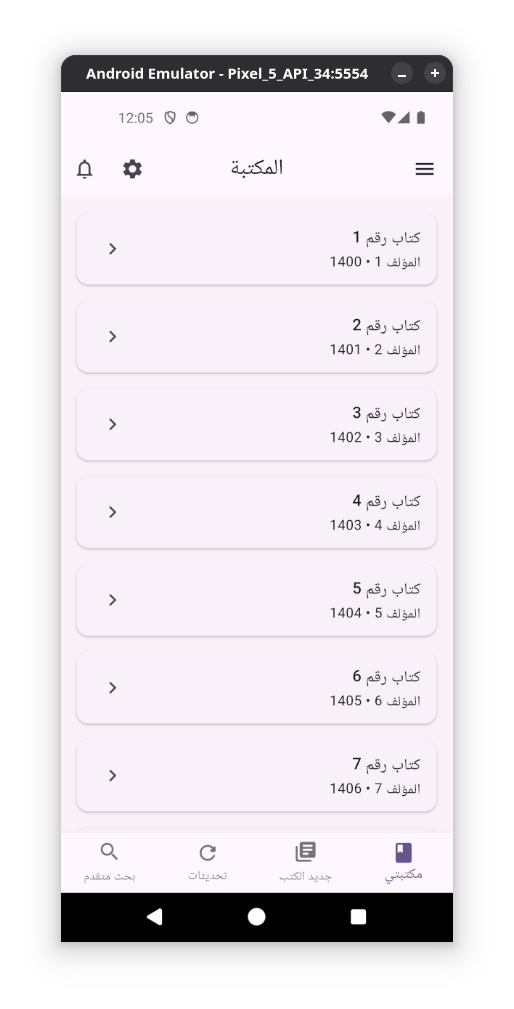 Android Emulator - Pixel_5_API_34:5554
12:05
المكتبة
كتاب رقم 1
المؤلف 1 • 1400
كتاب رقم 2
المؤلف 2 • 1401
كتاب رقم 3
المؤلف 3 • 1402
كتاب رقم 4
المؤلف 4 • 1403
كتاب رقم 5
المؤلف 5 • 1404
كتاب رقم 6
المؤلف 6 • 1405
كتاب رقم 7
المؤلف 7 • 1406
مكتبتي
جديد الكتب
تحديثات
بحث متقدم